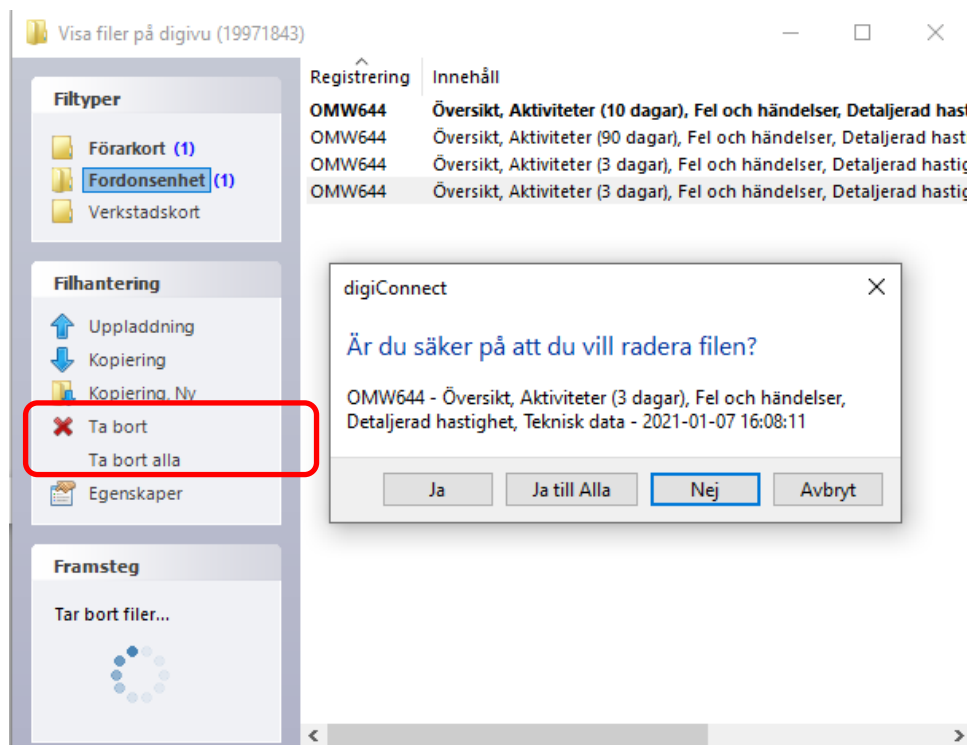 Visa filer på digivu (19971843)
Filtyper
Förarkort (1)
Fordonsenhet (1)
Verkstadskort
Filhantering
Uppladdning
Kopiering
Kopiering, Ny
Ta bort
Ta bort alla
Egenskaper
Framsteg
Tar bort filer...
Registrering Innehåll
OMW644 Översikt, Aktiviteter (10 dagar), Fel och händelser, Detaljerad hast
OMW644 Översikt, Aktiviteter (90 dagar), Fel och händelser, Detaljerad hast
OMW644 Översikt, Aktiviteter (3 dagar), Fel och händelser, Detaljerad hastig
OMW644 Översikt, Aktiviteter (3 dagar), Fel och händelser, Detaljerad hastig
digiConnect
Är du säker på att du vill radera filen?
OMW644 - Översikt, Aktiviteter (3 dagar), Fel och händelser,
Detaljerad hastighet, Teknisk data - 2021-01-07 16:08:11
Ja Ja till Alla Nej Avbryt